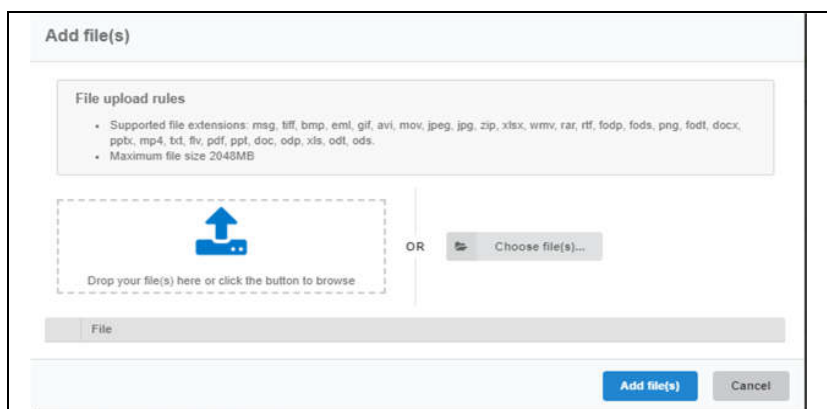 Add file(s)
File upload rules
• Supported file extensions: msg, tiff, bmp, eml, gif, avi, mov, jpeg, jpg, zip, xlsx, wmv, rar, rtf, fodp, fods, png, fodt, docx,
pptx, mp4, txt, flv, pdf, ppt, doc, odp, xls, odt, ods.
• Maximum file size 2048MB
OR
Choose file(s)...
Drop your file(s) here or click the button to browse
File
Add file(s)
Cancel